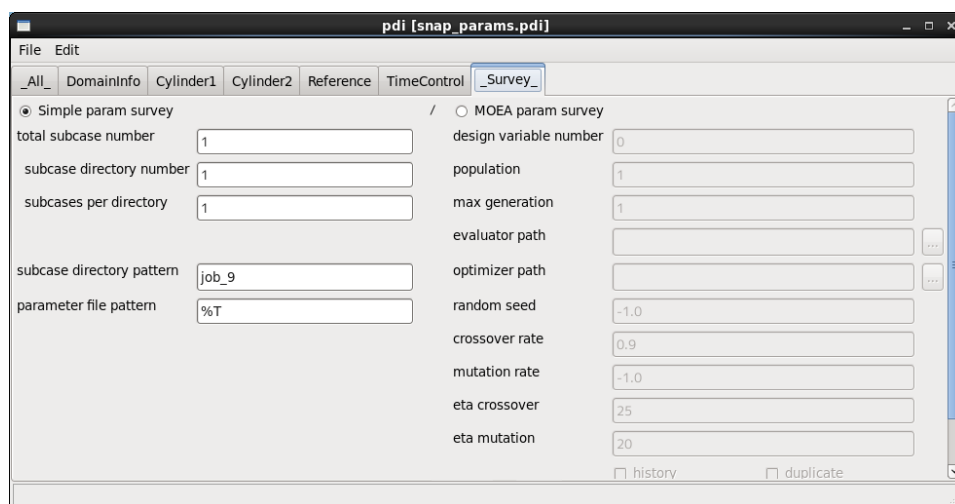 pdi [snap_params.pdi]
File Edit
_All_ DomainInfo Cylinder1 Cylinder2 Reference TimeControl _Survey_
Simple param survey / MOEA param survey
total subcase number 1 design variable number 0
subcase directory number 1 population 1
subcases per directory 1 max generation 1
evaluator path ...
subcase directory pattern job_9 optimizer path ...
parameter file pattern %T random seed -1.0
crossover rate 0.9
mutation rate -1.0
eta crossover 25
eta mutation 20
history duplicate